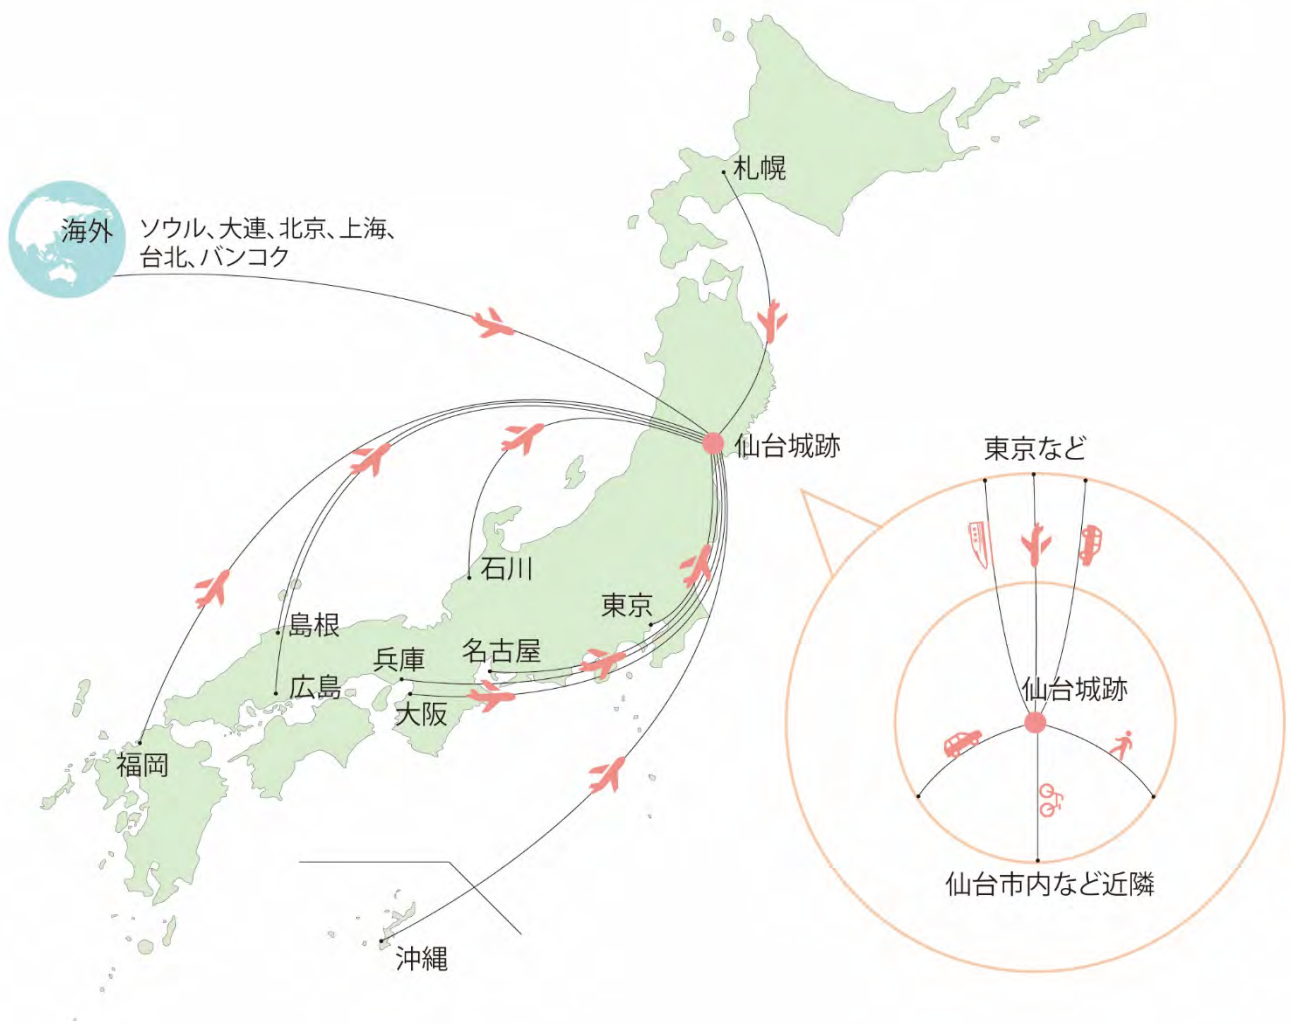 札幌
海外
ソウル、大連、北京、上海、
台北、バンコク
仙台城跡
東京など
石川
東京
島根
名古屋
兵庫
広島
大阪
仙台城跡
福岡
仙台市内など近隣
沖縄